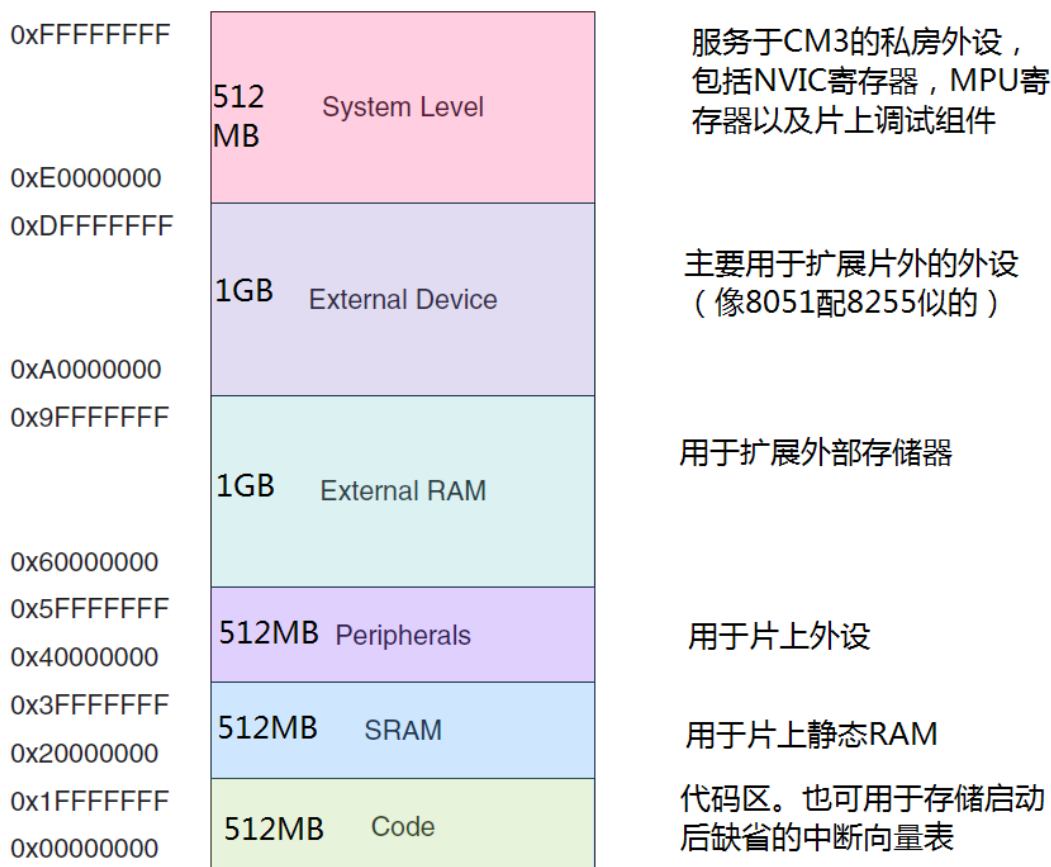 0xFFFFFFFF
512
MB
System Level
服务于CM3的私房外设，
包括NVIC寄存器，MPU寄
存器以及片上调试组件
0xE0000000
0xDFFFFFFF
1GB External Device
主要用于扩展片外的外设
（像8051配8255似的）
0xA0000000
0x9FFFFFFF
1GB External RAM
用于扩展外部存储器
0x60000000
0x5FFFFFFF
512MB Peripherals
用于片上外设
0x40000000
0x3FFFFFFF
512MB SRAM
用于片上静态RAM
0x20000000
0x1FFFFFFF
512MB Code
代码区。也可用于存储启动
后缺省的中断向量表
0x00000000